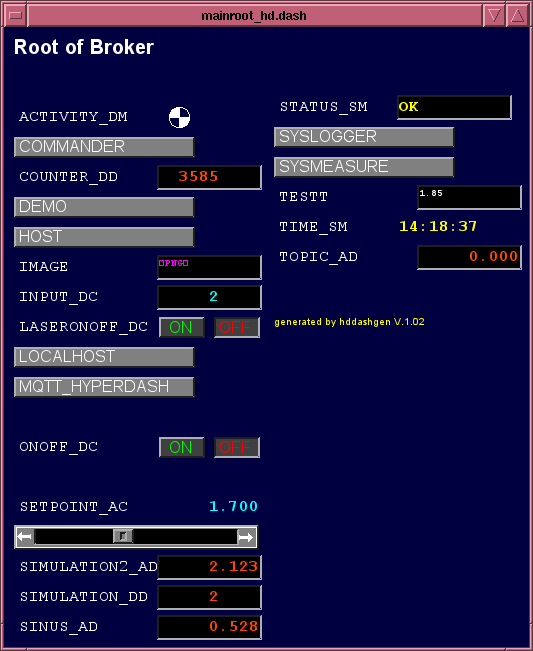 mainroot_hd.dash
Root of Broker
ACTIVITY_DM
COMMANDER
COUNTER_DD 3585
DEMO
HOST
IMAGE □PNG□
INPUT_DC 2
LASERONOFF_DC ON OFF
LOCALHOST
MQTT_HYPERDASH
ONOFF_DC ON OFF
SETPOINT_AC 1.700
SIMULATION2_AD 2.123
SIMULATION_DD 2
SINUS_AD 0.528
STATUS_SM OK
SYSLOGGER
SYSMEASURE
TESTT 1.85
TIME_SM 14:18:37
TOPIC_AD 0.000
generated by hddashgen V.1.02